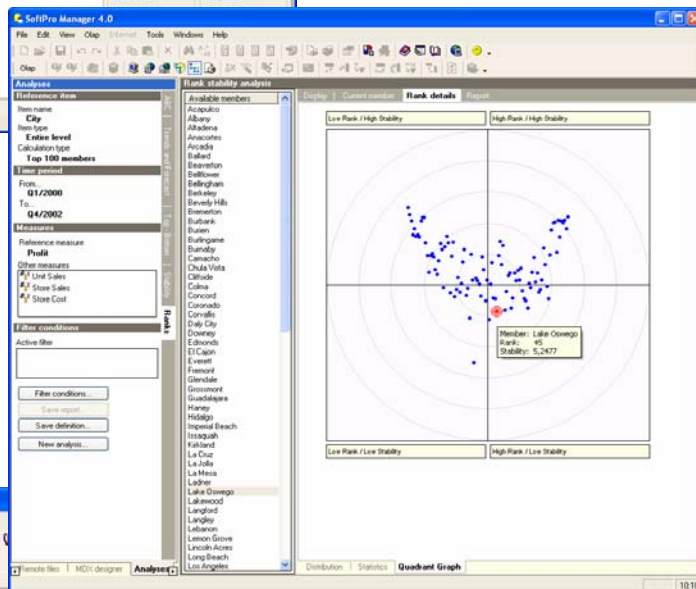 SoftPro Manager 4.0
File Edit View Olap Internet Tools Windows Help
Olap
Analyses
Reference item
Item name
City
Item type
Entire level
Calculation type
Top 100 members
Time period
From...
Q1/2000
To...
Q4/2002
Measures
Reference measure
Profit
Other measures
Unit Sales
Store Sales
Store Cost
Filter conditions
Active filter
Filter conditions...
Save report...
Save definition...
New analysis...
Remote files
MDX designer
Analyses
ABC
Trends and Forecast
Stability
Ranks
Rank stability analysis
Available members
Acapulco
Albany
Altadena
Anacortes
Arcadia
Ballard
Beaverton
Bellflower
Bellingham
Berkeley
Beverly Hills
Bremerton
Burbank
Burien
Burlingame
Burnaby
Camacho
Chula Vista
Cliffside
Colma
Concord
Coronado
Corvallis
Daly City
Downey
Edmonds
El Cajon
Everett
Fremont
Glendale
Grossmont
Guadalajara
Haney
Hidalgo
Imperial Beach
Issaquah
Kirkland
La Cruz
La Jolla
La Mesa
Ladner
Lake Oswego
Lakewood
Langford
Langley
Lebanon
Lemon Grove
Lincoln Acres
Long Beach
Los Angeles
Display
Current member
Rank details
Report
Low Rank / High Stability
High Rank / High Stability
Member: Lake Oswego
Rank: 45
Stability: 5,2477
Low Rank / Low Stability
High Rank / Low Stability
Distribution
Statistics
Quadrant Graph